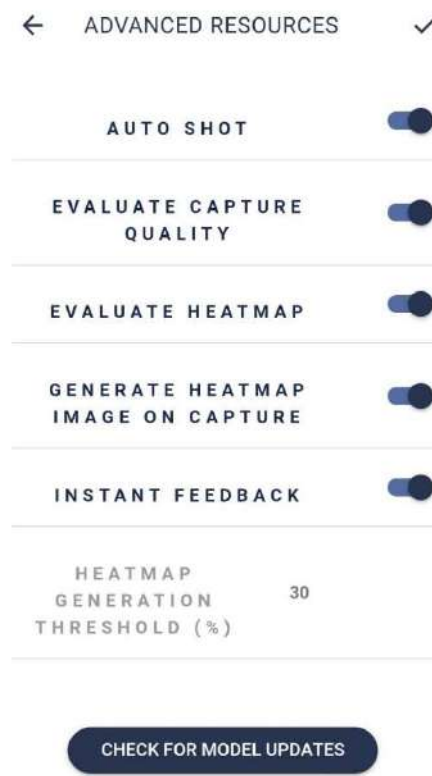 ADVANCED RESOURCES
AUTO SHOT
EVALUATE CAPTURE
QUALITY
EVALUATE HEATMAP
GENERATE HEATMAP
IMAGE ON CAPTURE
INSTANT FEEDBACK
HEATMAP
GENERATION
THRESHOLD (%)
30
CHECK FOR MODEL UPDATES